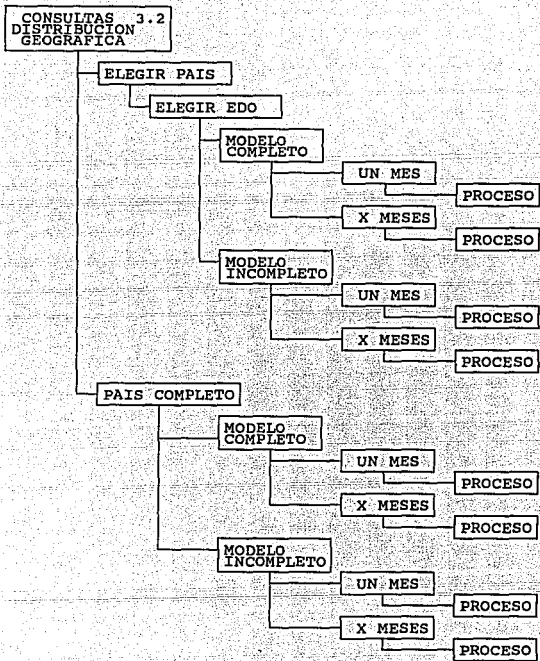 CONSULTAS 3.2
DISTRIBUCION
GEOGRAFICA
ELEGIR PAIS
ELEGIR EDO
MODELO
COMPLETO
UN MES
PROCESO
X MESES
PROCESO
MODELO
INCOMPLETO
UN MES
PROCESO
X MESES
PROCESO
PAIS COMPLETO
MODELO
COMPLETO
UN MES
PROCESO
X MESES
PROCESO
MODELO
INCOMPLETO
UN MES
PROCESO
X MESES
PROCESO